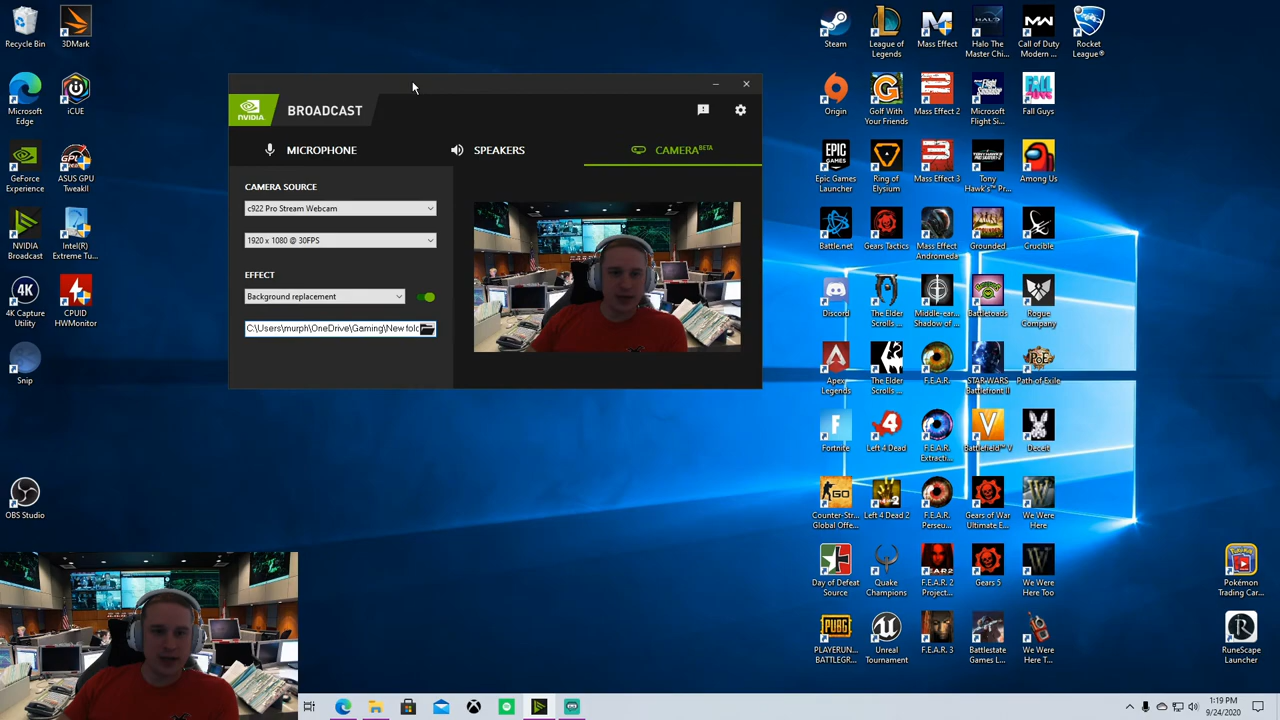 Recycle Bin
3DMark
Microsoft
Edge
iCUE
GeForce
Experience
ASUS GPU
TweakII
NVIDIA
Broadcast
Intel(R)
Extreme Tu...
4K Capture
Utility
CPUID
HWMonitor
Snip
OBS Studio
NVIDIA
BROADCAST
MICROPHONE
SPEAKERS
CAMERA BETA
CAMERA SOURCE
c922 Pro Stream Webcam
1920 x 1080 @ 30FPS
EFFECT
Background replacement
C:\Users\murph\OneDrive\Gaming\New fold
Steam
League of
Legends
Mass Effect
Halo The
Master Chi...
Call of Duty
Modern ...
Rocket
League®
Origin
Golf With
Your Friends
Mass Effect 2
Microsoft
Flight Si...
Fall Guys
Epic Games
Launcher
Ring of
Elysium
Mass Effect 3
Tony
Hawk's™ Pr...
Among Us
Battle.net
Gears Tactics
Mass Effect
Andromeda
Grounded
Crucible
Discord
The Elder
Scrolls ...
Middle-ear...
Shadow of ...
Battletoads
Rogue
Company
Apex
Legends
The Elder
Scrolls ...
F.E.A.R.
STAR WARS
Battlefront II
Path of Exile
Fortnite
Left 4 Dead
F.E.A.R.
Extracti...
Battlefield™ V
Deceit
Counter-Str...
Global Offe...
Left 4 Dead 2
F.E.A.R.
Perseu...
Gears of War
Ultimate E...
We Were
Here
Day of Defeat
Source
Quake
Champions
F.E.A.R. 2
Project...
Gears 5
We Were
Here Too
PLAYERUN...
BATTLEGR...
Unreal
Tournament
F.E.A.R. 3
Battlestate
Games L...
We Were
Here T...
Pokémon
Trading Car...
RuneScape
Launcher
1:19 PM
9/24/2020